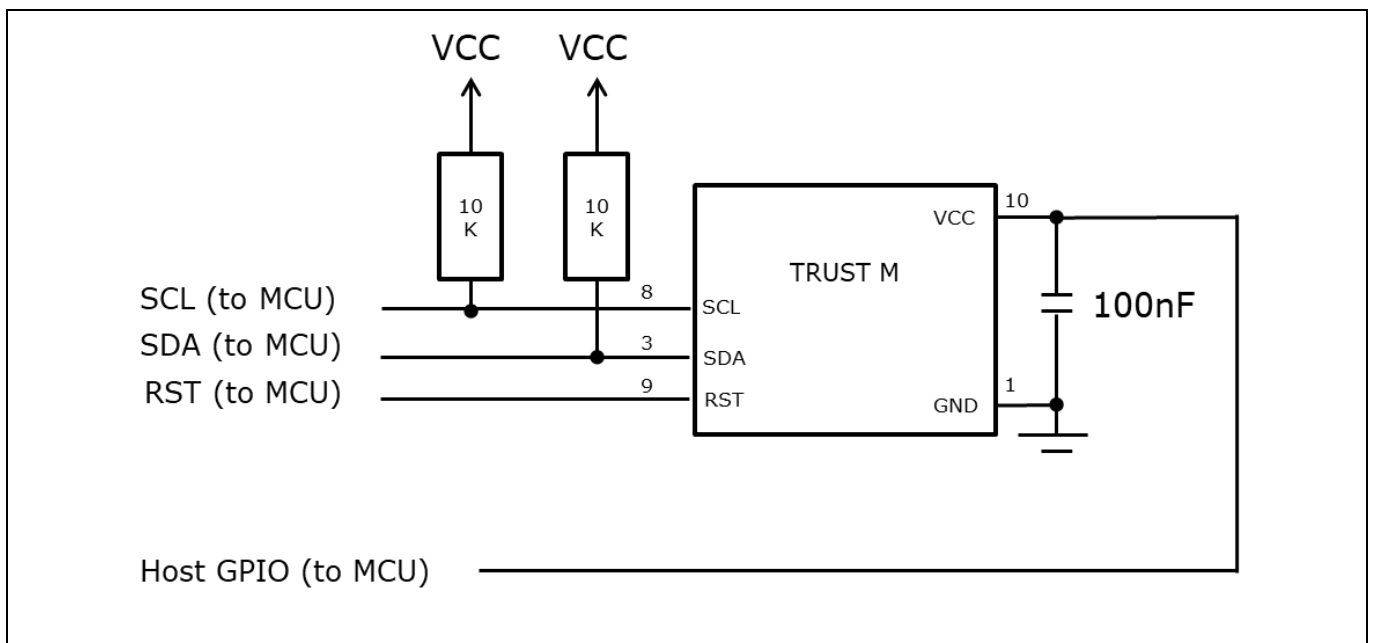 VCC VCC
10
K
10
K
VCC
10
TRUST M
100nF
SCL (to MCU)
8
SCL
SDA (to MCU)
3
SDA
RST (to MCU)
9
RST
1
GND
Host GPIO (to MCU)